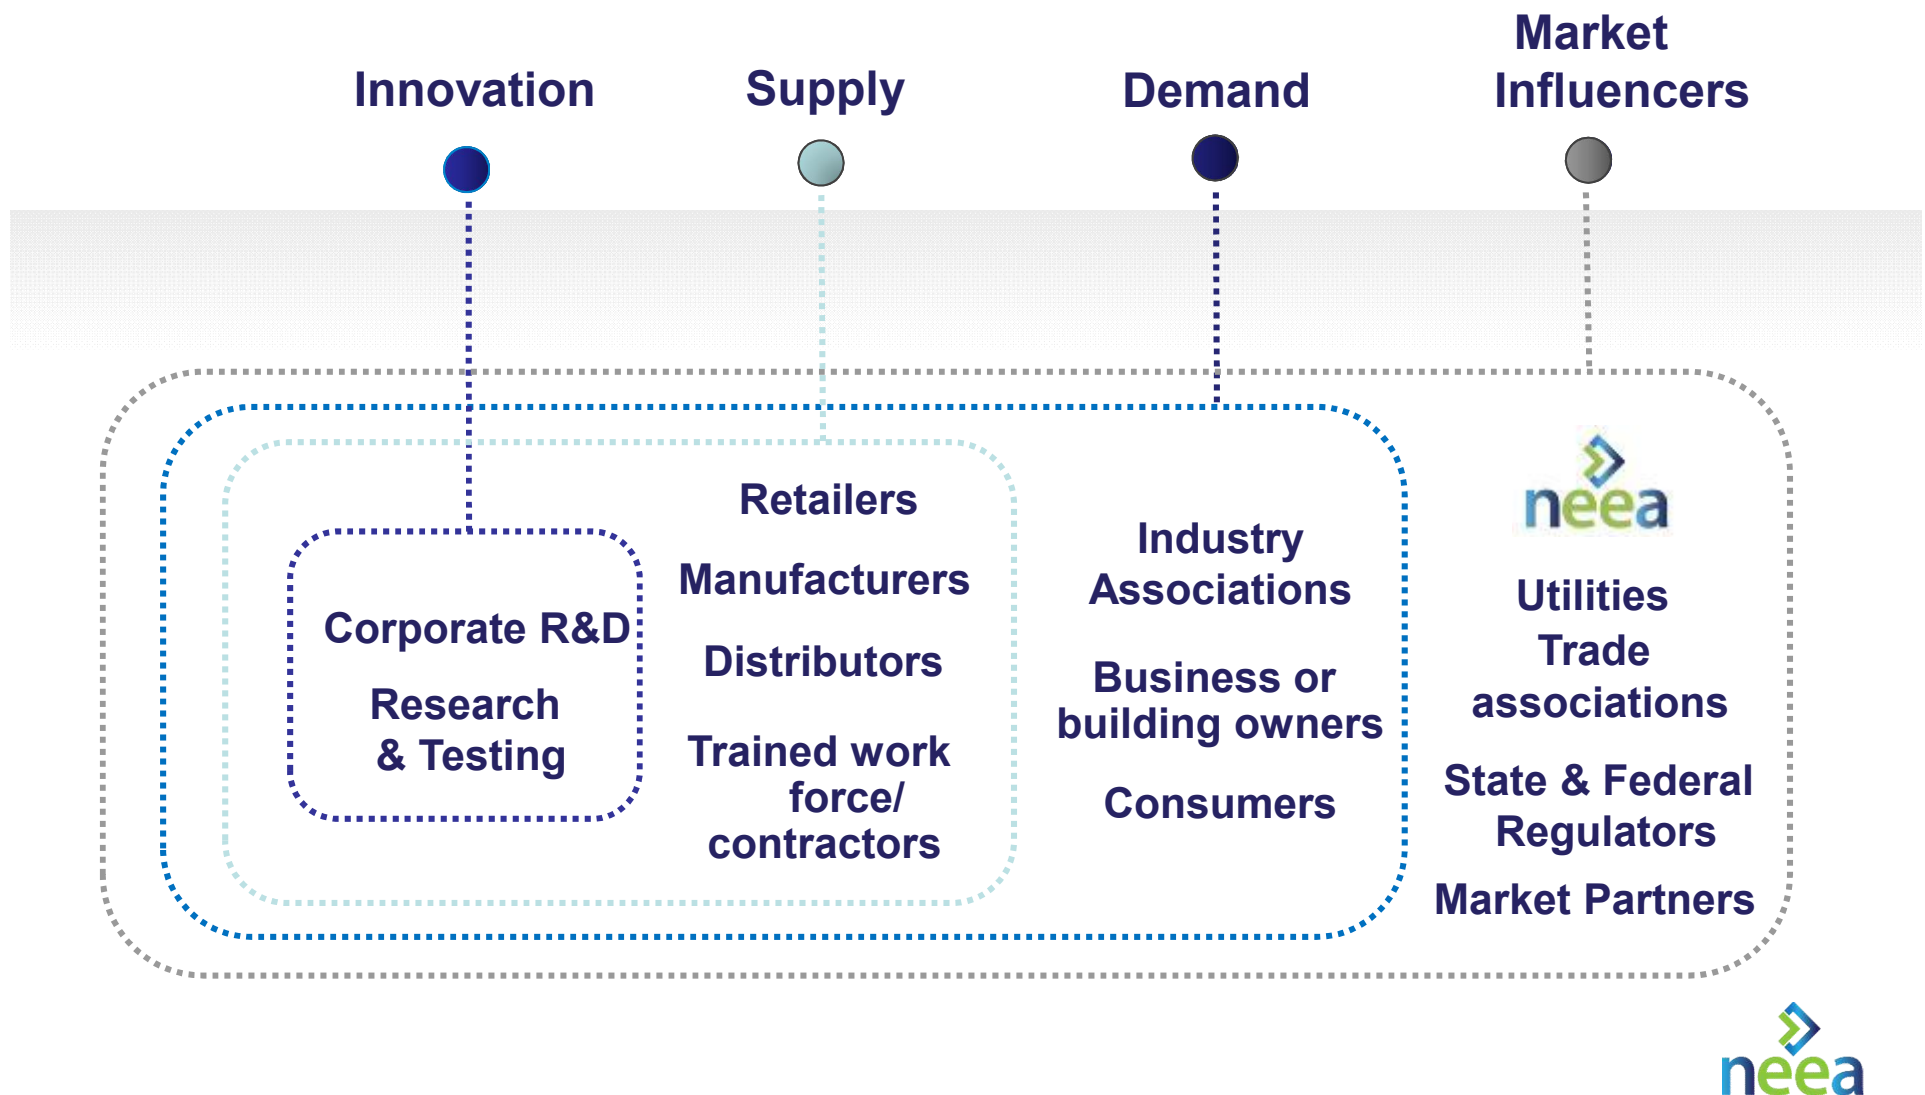 Innovation
Supply
Demand
Market
Influencers
Corporate R&D
Research
& Testing
Retailers
Manufacturers
Distributors
Trained work
force/
contractors
Industry
Associations
Business or
building owners
Consumers
neea
Utilities
Trade
associations
State & Federal
Regulators
Market Partners
neea